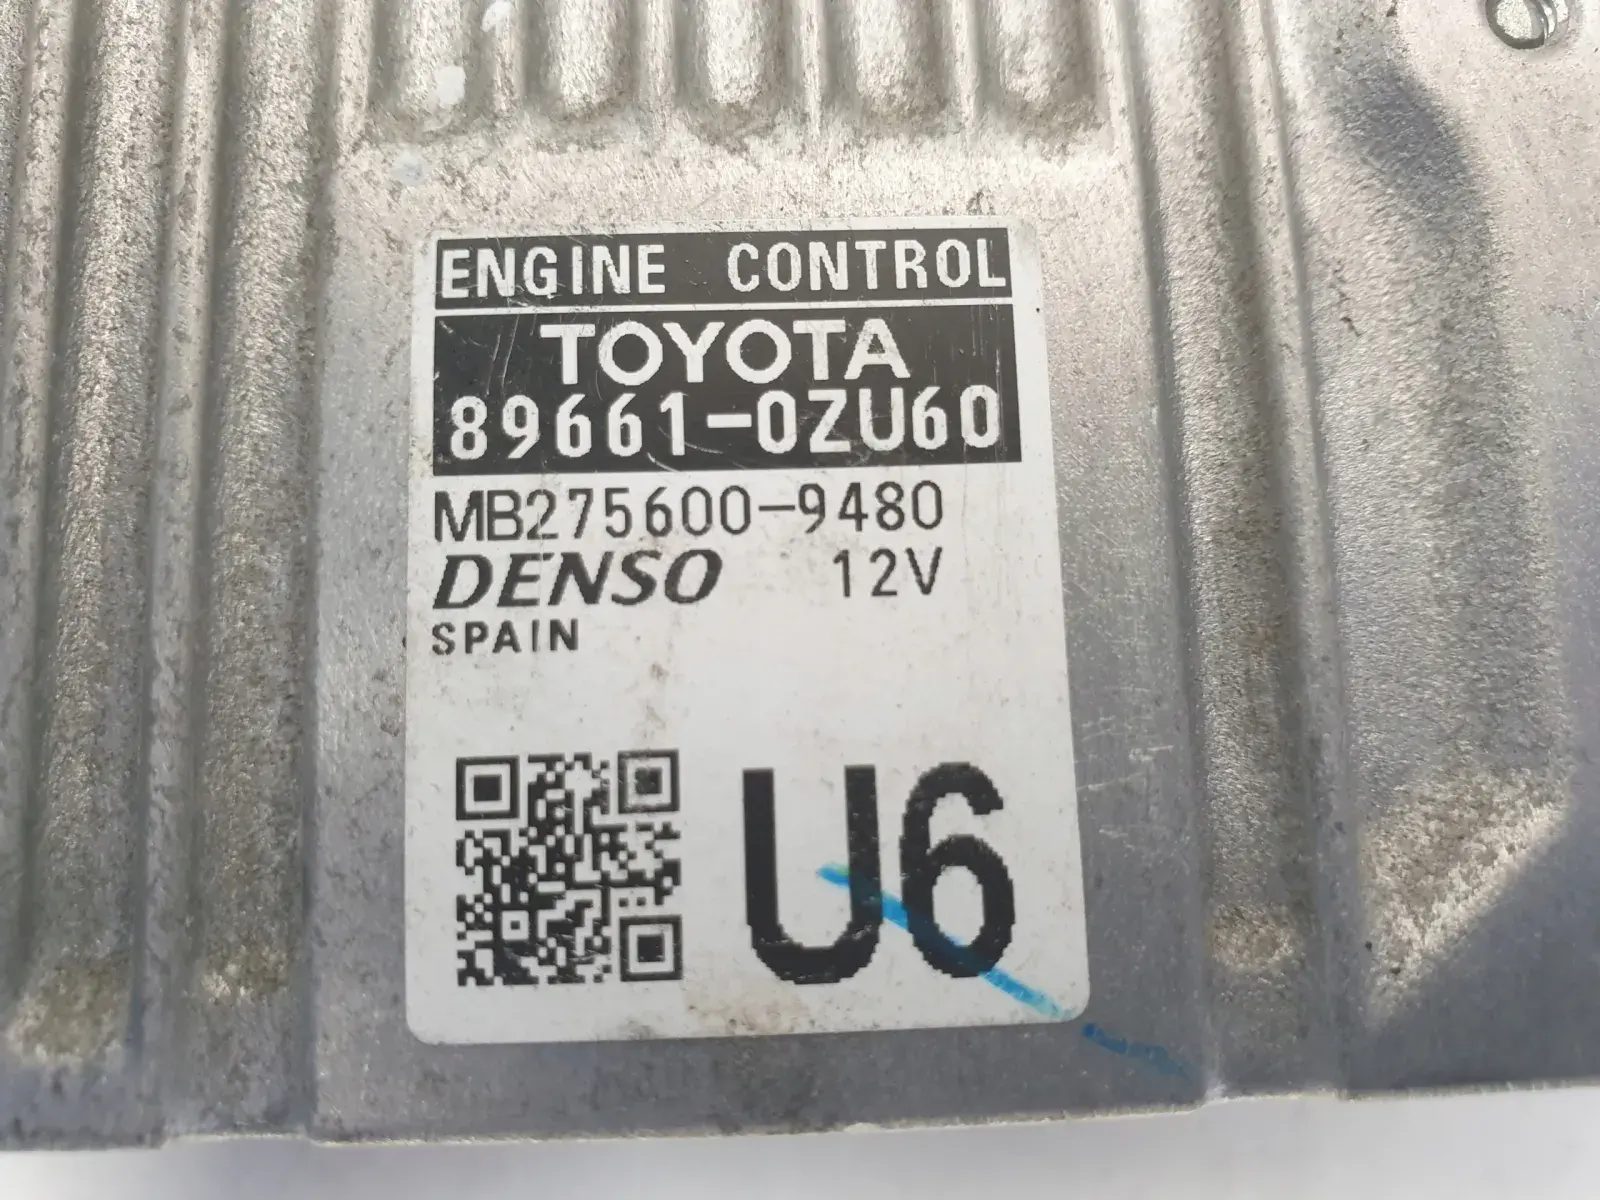 ENGINE CONTROL
TOYOTA
89661-0ZU60
MB275600-9480
DENSO 12V
SPAIN
U6